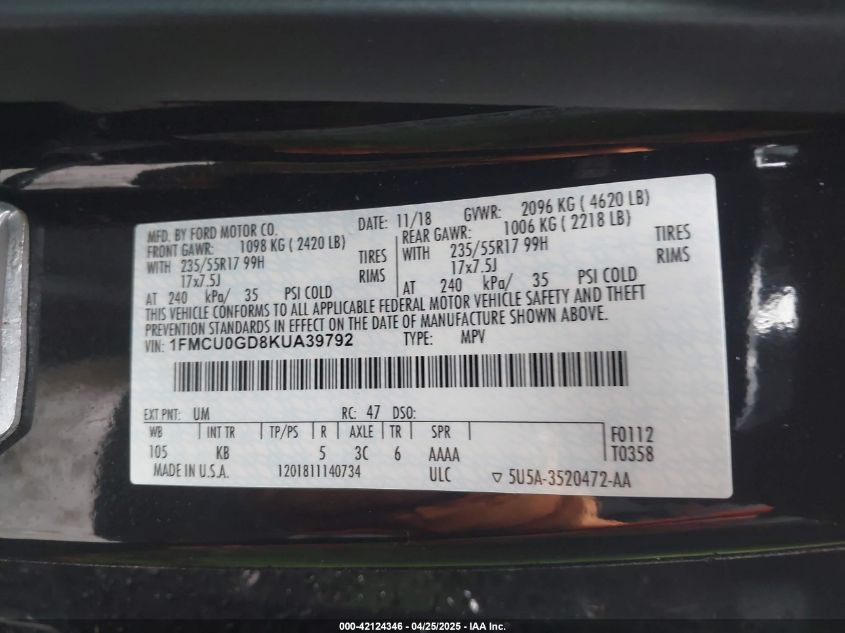 MFD. BY FORD MOTOR CO. DATE: 11/18 GVWR: 2096 KG ( 4620 LB)
FRONT GAWR: 1098 KG ( 2420 LB) REAR GAWR: 1006 KG ( 2218 LB)
WITH 235/55R17 99H TIRES 235/55R17 99H TIRES
17x7.5J RIMS WITH 17x7.5J RIMS
AT 240 kPa/ 35 PSI COLD AT 240 kPa/ 35 PSI COLD
THIS VEHICLE CONFORMS TO ALL APPLICABLE FEDERAL MOTOR VEHICLE SAFETY AND THEFT
PREVENTION STANDARDS IN EFFECT ON THE DATE OF MANUFACTURE SHOWN ABOVE.
VIN: 1FMCU0GD8KUA39792 TYPE: MPV
EXT PNT: UM RC: 47 DSO:
WB INT TR TP/PS R AXLE TR SPR F0112
105 KB 5 3C 6 AAAA T0358
MADE IN U.S.A. 1201811140734 ULC ▽ 5U5A-3520472-AA
000-42124346 - 04/25/2025 - IAA Inc.